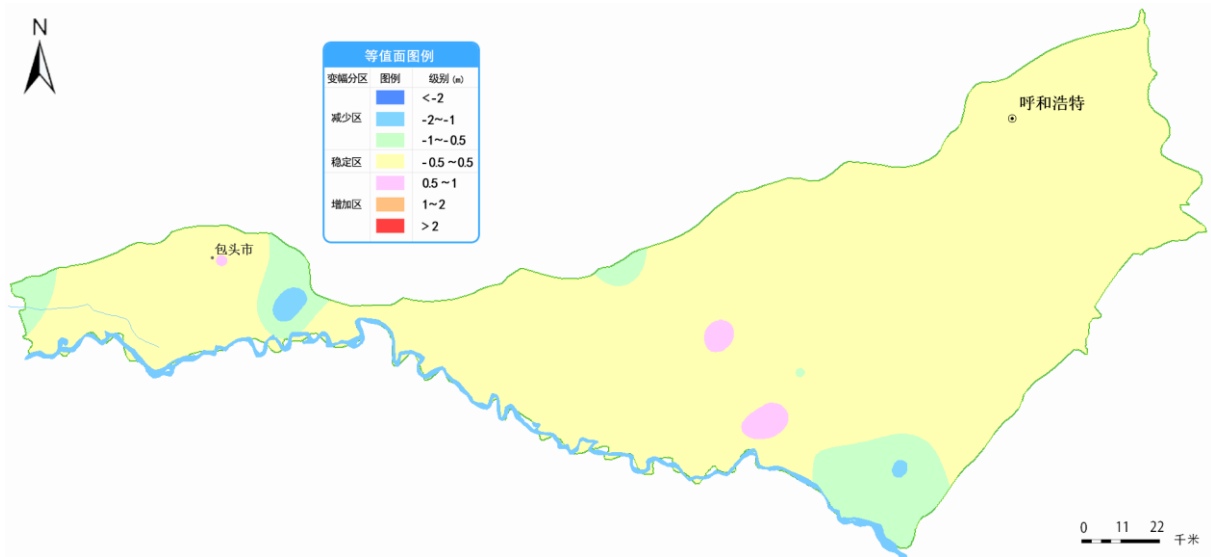 N
等值面图例
变幅分区 图例 级别 (m)
<-2
减少区 -2~-1
-1~-0.5
稳定区 -0.5~0.5
0.5~1
增加区 1~2
>2
呼和浩特
包头市
0 11 22
千米